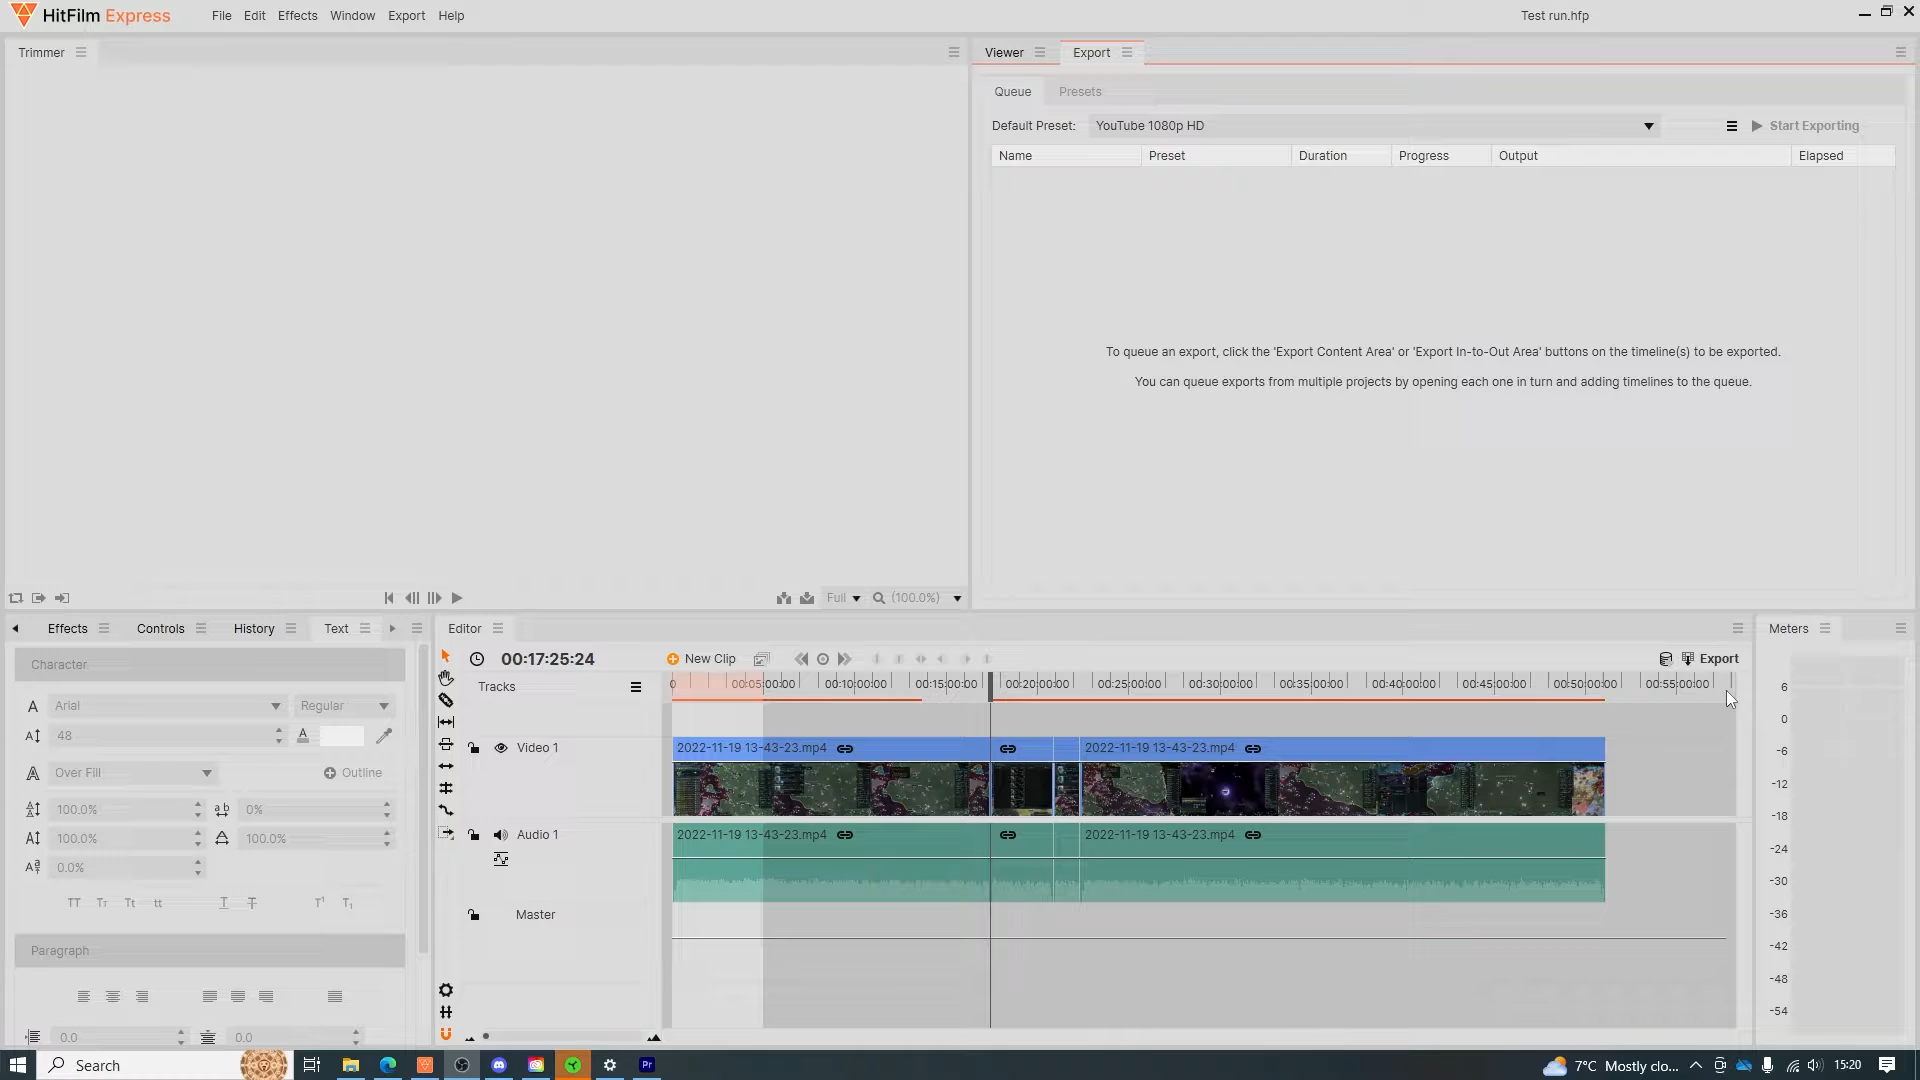 HitFilm Express
File Edit Effects Window Export Help
Test run.hfp
Trimmer
Viewer
Export
Queue
Presets
Default Preset:
YouTube 1080p HD
Start Exporting
Name Preset Duration Progress Output Elapsed
To queue an export, click the 'Export Content Area' or 'Export In-to-Out Area' buttons on the timeline(s) to be exported.
You can queue exports from multiple projects by opening each one in turn and adding timelines to the queue.
Full
(100.0%)
Effects
Controls
History
Text
Editor
Meters
Character
00:17:25:24
New Clip
Export
Tracks
0 00:05:00:00 00:10:00:00 00:15:00:00 00:20:00:00 00:25:00:00 00:30:00:00 00:35:00:00 00:40:00:00 00:45:00:00 00:50:00:00 00:55:00:00
Arial
Regular
48
Over Fill
Outline
100.0%
0%
100.0%
100.0%
0.0%
Video 1
2022-11-19 13-43-23.mp4
2022-11-19 13-43-23.mp4
Audio 1
2022-11-19 13-43-23.mp4
2022-11-19 13-43-23.mp4
Master
Paragraph
0.0
0.0
6
0
-6
-12
-18
-24
-30
-36
-42
-48
-54
Search
Pr
7°C Mostly clo...
15:20